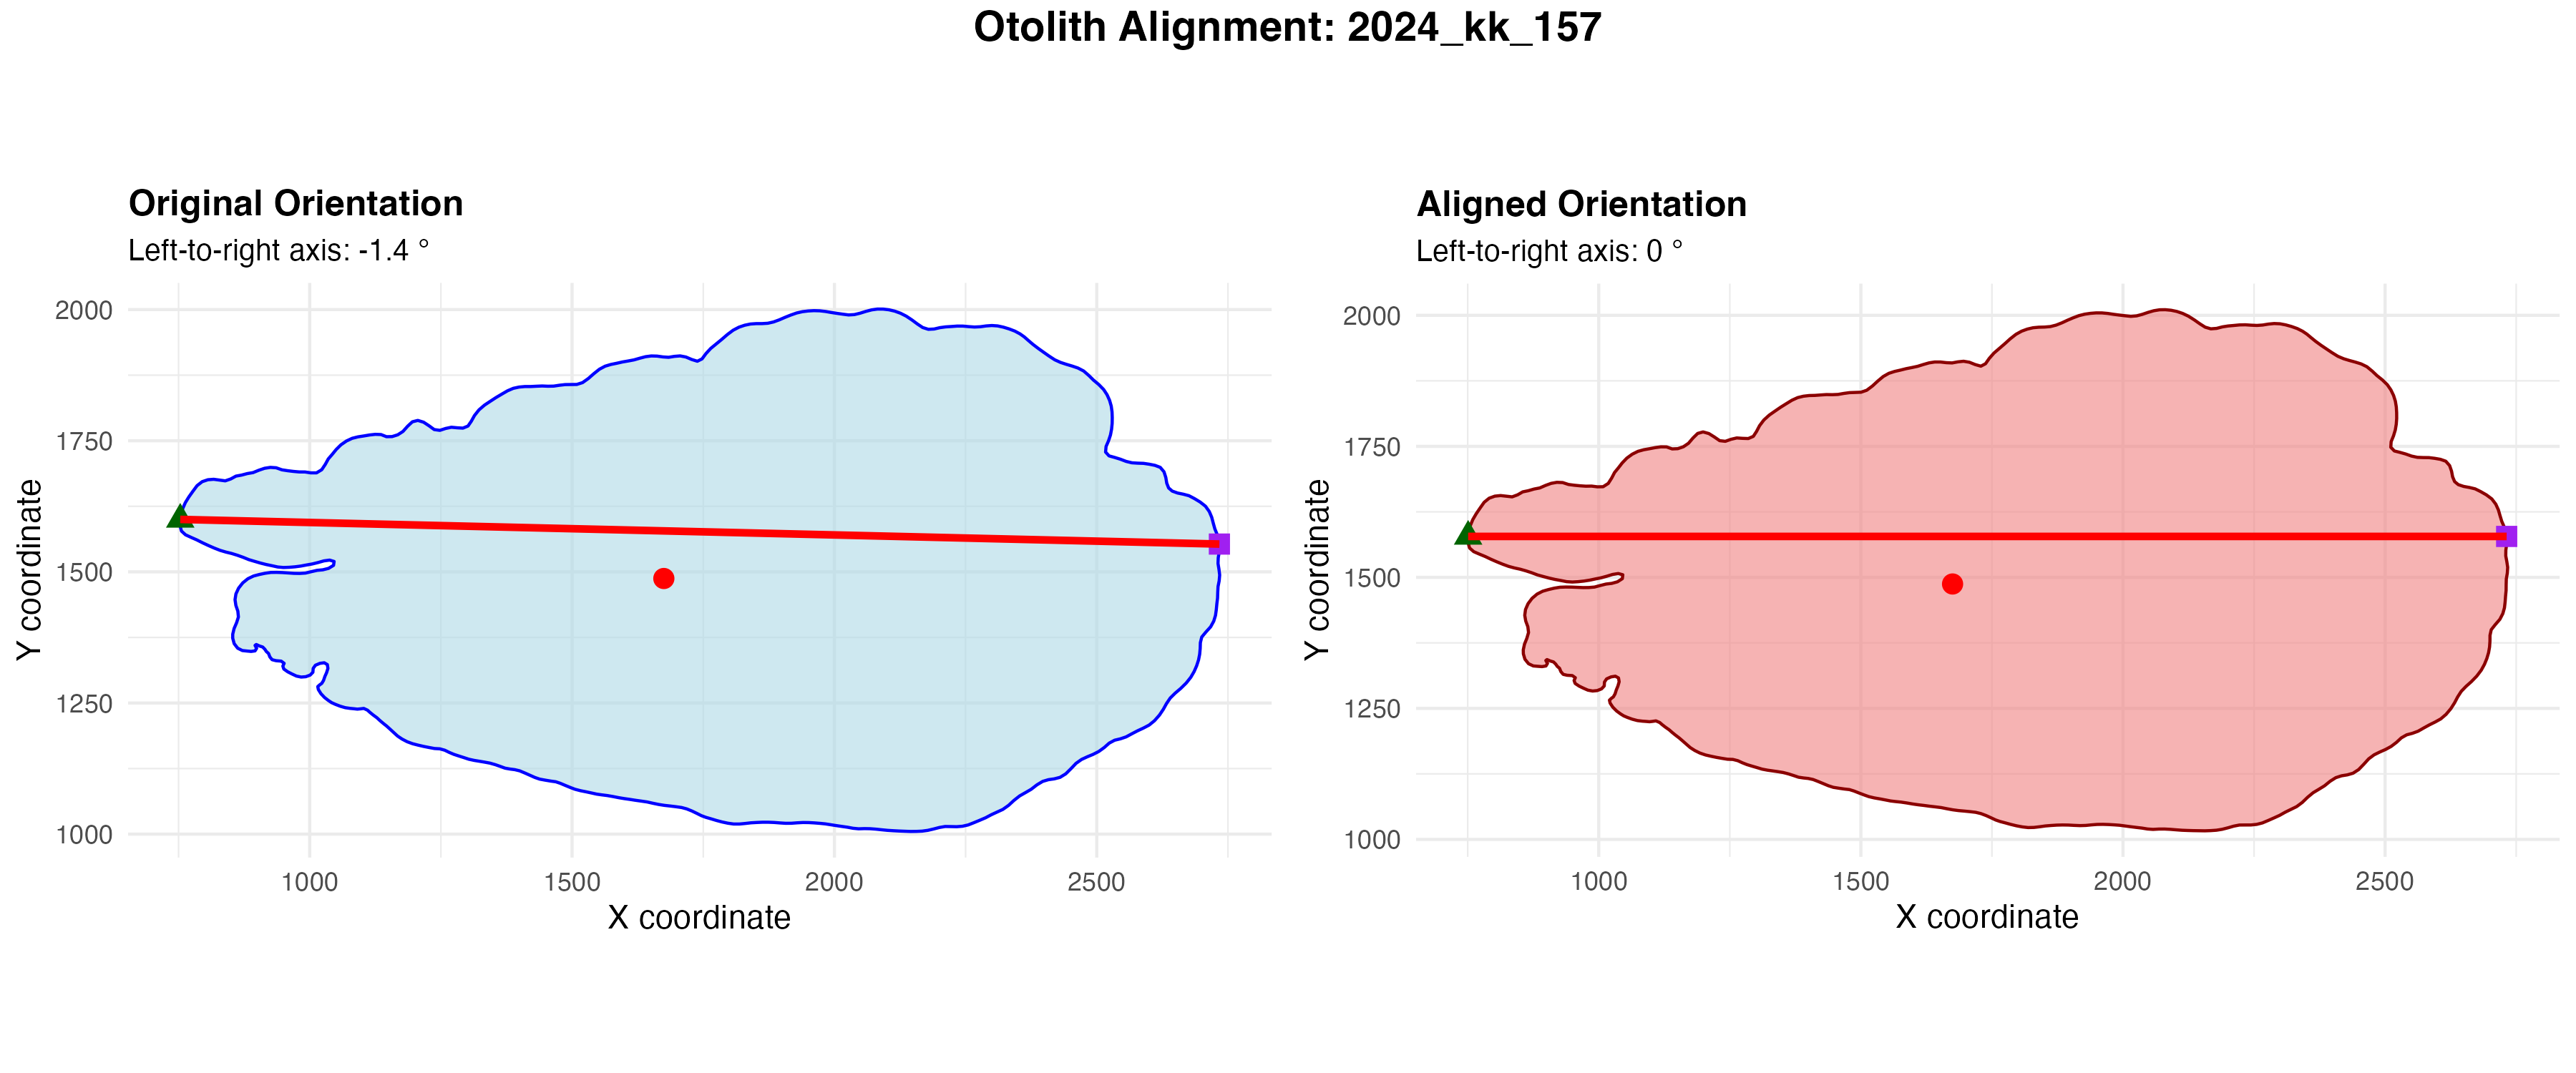 Otolith Alignment: 2024_kk_157
Original Orientation
Left-to-right axis: -1.4 °
2000
1750
1500
1250
1000
Y coordinate
1000 1500 2000 2500
X coordinate
Aligned Orientation
Left-to-right axis: 0 °
2000
1750
1500
1250
1000
Y coordinate
1000 1500 2000 2500
X coordinate